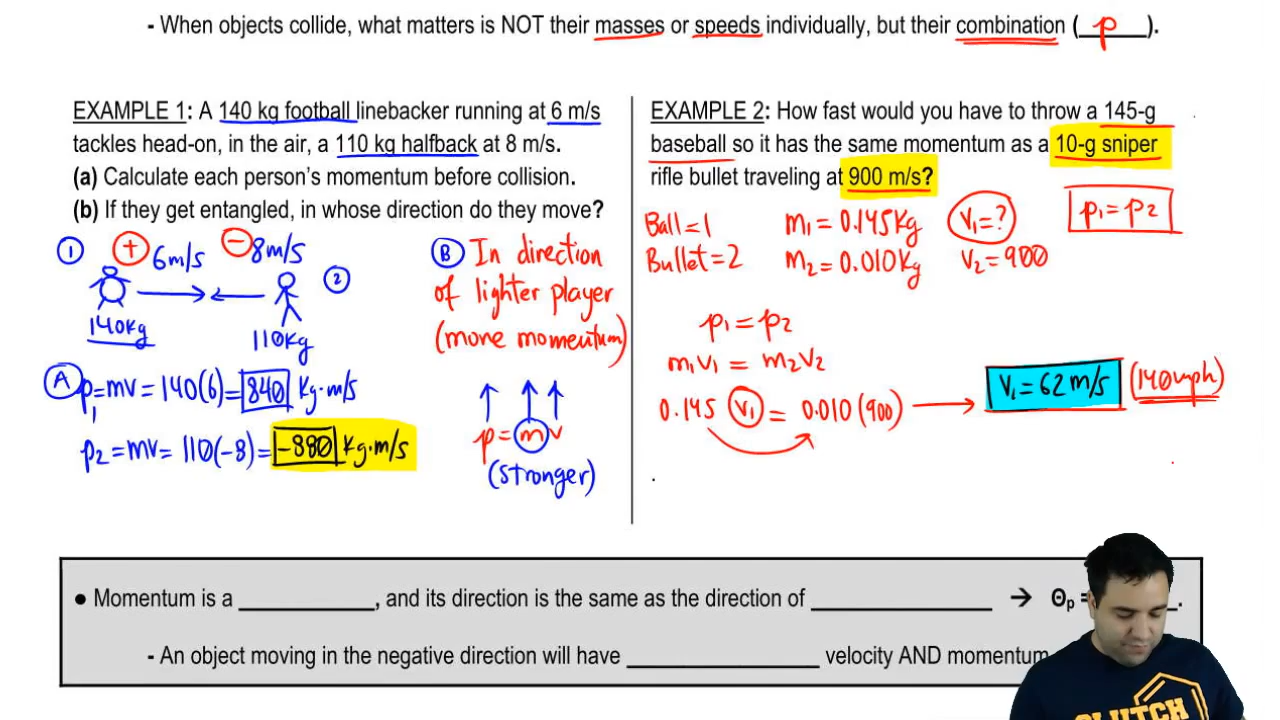 - When objects collide, what matters is NOT their masses or speeds individually, but their combination ( p ).
EXAMPLE 1: A 140 kg football linebacker running at 6 m/s
tackles head-on, in the air, a 110 kg halfback at 8 m/s.
(a) Calculate each person's momentum before collision.
(b) If they get entangled, in whose direction do they move?
① + 6m/s - 8m/s
②
140kg
110kg
Ⓑ In direction
of lighter player
(more momentum)
Ⓐ p₁=mv = 140(6)= 840 kg·m/s
p₂=mv= 110(-8)= -880 kg·m/s
p=mv
(stronger)
EXAMPLE 2: How fast would you have to throw a 145-g
baseball so it has the same momentum as a 10-g sniper
rifle bullet traveling at 900 m/s?
Ball=1 m₁=0.145Kg v₁=? p₁=p₂
Bullet=2 m₂=0.010Kg v₂=900
p₁=p₂
m₁v₁ = m₂v₂
0.145 v₁ = 0.010(900) V₁=62m/s (140mph)
● Momentum is a ____________, and its direction is the same as the direction of ________________ → Θp =
- An object moving in the negative direction will have _________________ velocity AND momentum
CLUTCH